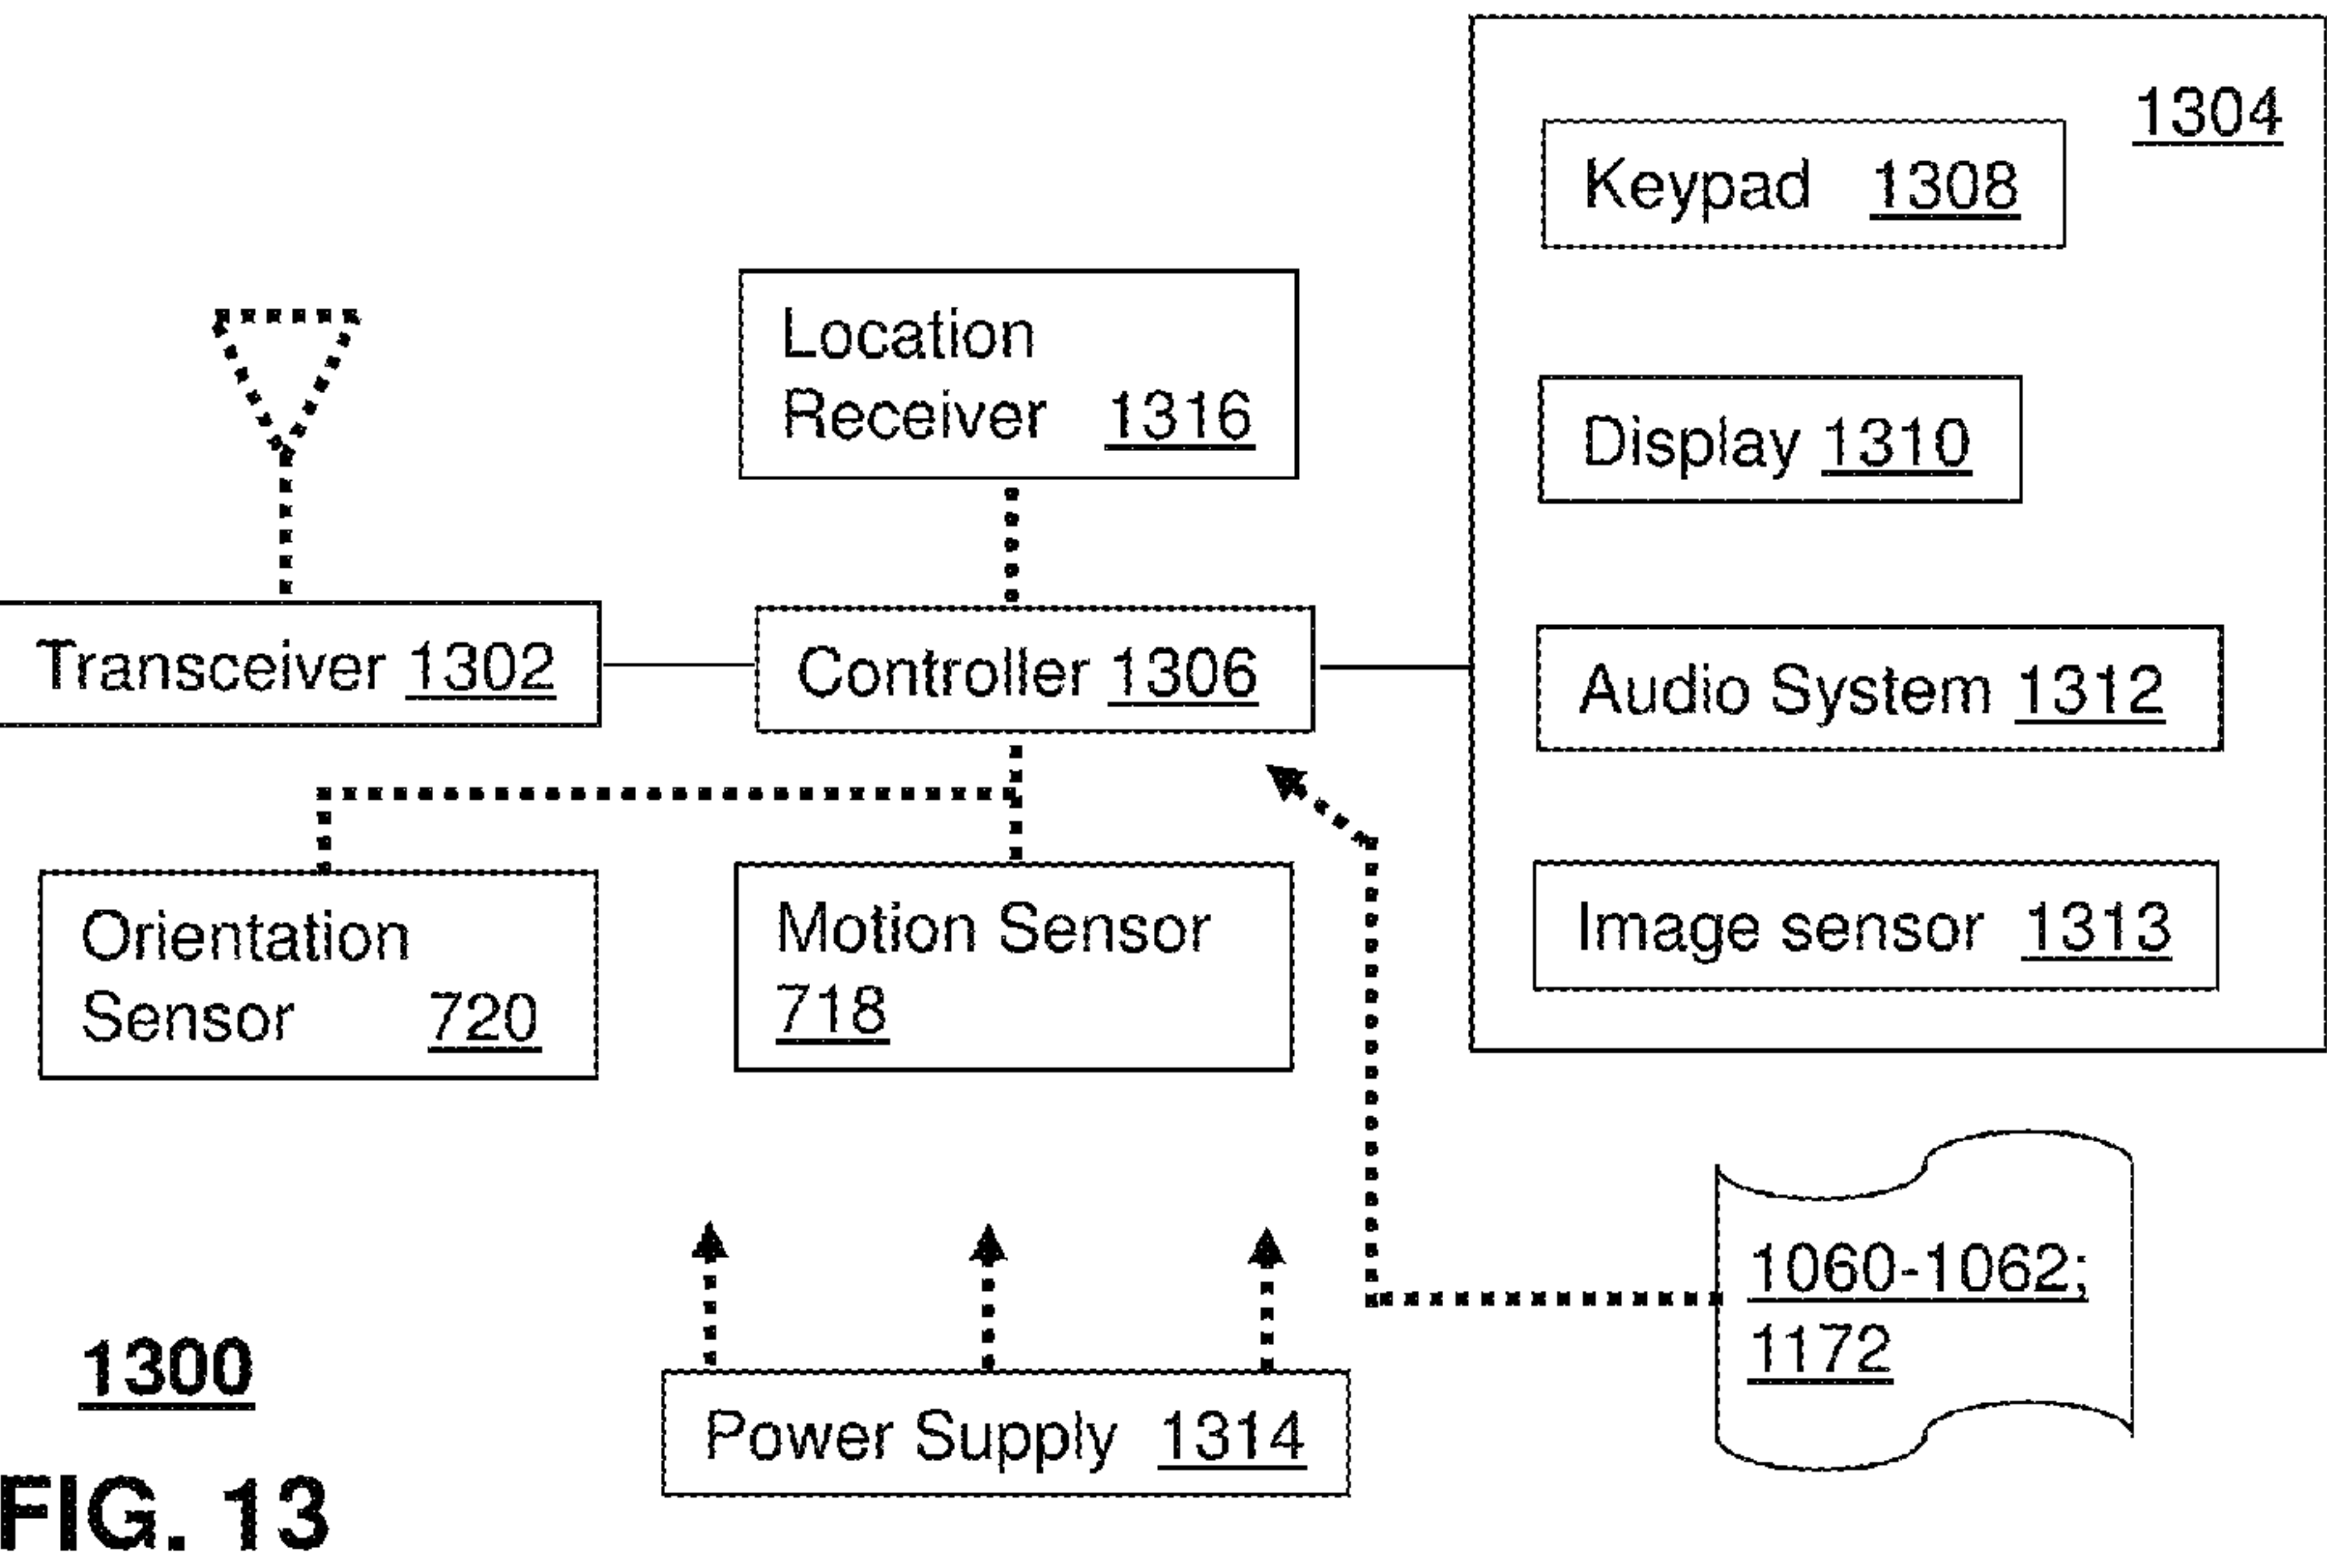 1304
Keypad 1308
Location
Receiver 1316
Display 1310
Transceiver 1302
Controller 1306
Audio System 1312
Orientation
Sensor 720
Motion Sensor
718
Image sensor 1313
1060-1062;
1172
1300
Power Supply 1314
FIG. 13